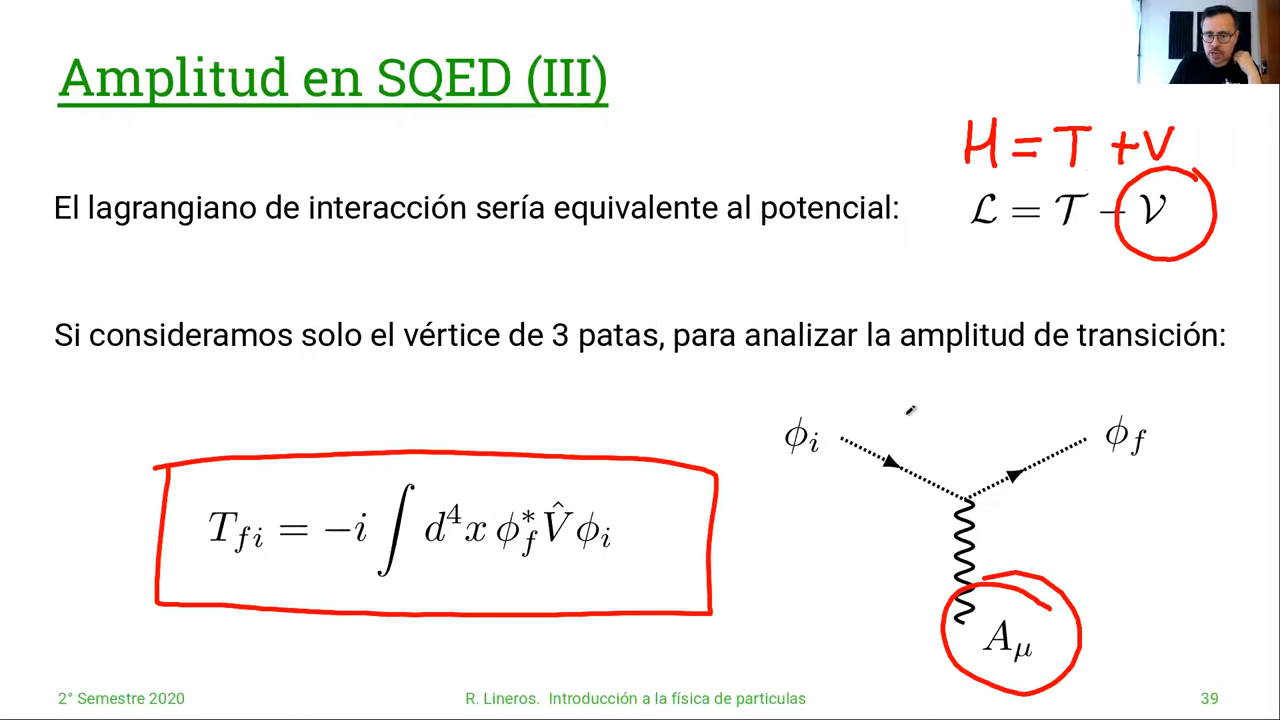 Amplitud en SQED (III)
H = T + V
El lagrangiano de interacción sería equivalente al potencial: ℒ = 𝒯 − 𝒱
Si consideramos solo el vértice de 3 patas, para analizar la amplitud de transición:
ϕ_i ϕ_f
T_{fi} = −i ∫ d⁴x ϕ*_f V̂ ϕ_i
A_μ
2° Semestre 2020 R. Lineros. Introducción a la física de particulas 39